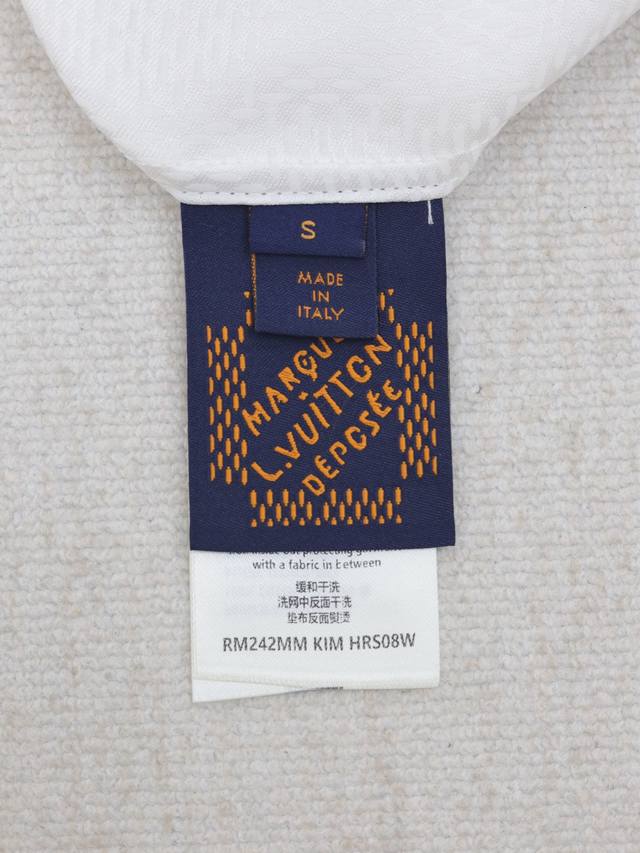 S
MADE
IN
ITALY
MARQUE
L.VUITTON
DÉPOSÉE
with a fabric in between
缓和干洗
洗网中反面干洗
垫布反面熨烫
RM242MM KIM HRS08W